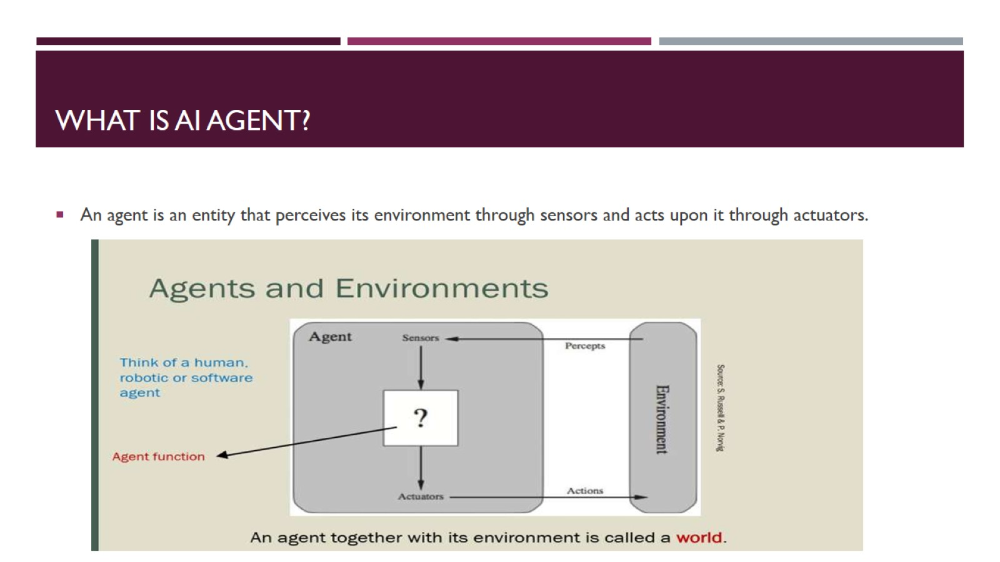 WHAT IS AI AGENT?
An agent is an entity that perceives its environment through sensors and acts upon it through actuators.
Agents and Environments
Agent
Sensors
Percepts
Think of a human,
robotic or software
agent
?
Environment
Source: S. Russell & P. Norvig
Agent function
Actuators
Actions
An agent together with its environment is called a world.